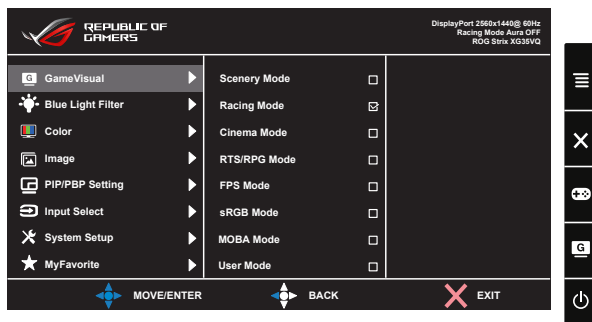 REPUBLIC OF
GAMERS
DisplayPort 2560x1440@ 60Hz
Racing Mode Aura OFF
ROG Strix XG35VQ
G GameVisual
Blue Light Filter
Color
Image
PIP/PBP Setting
Input Select
System Setup
MyFavorite
Scenery Mode
Racing Mode
Cinema Mode
RTS/RPG Mode
FPS Mode
sRGB Mode
MOBA Mode
User Mode
MOVE/ENTER
BACK
EXIT
G